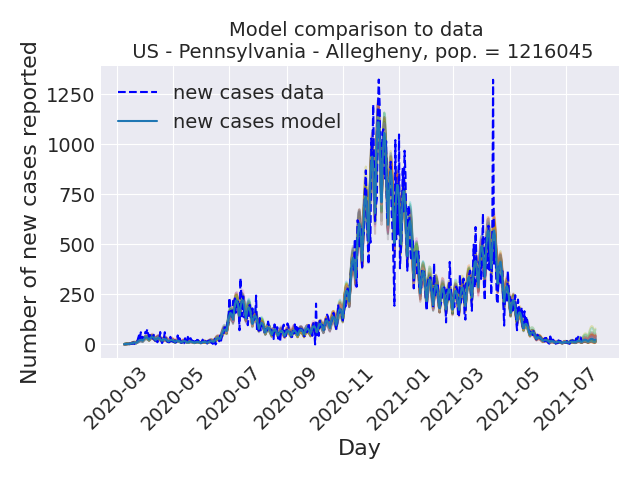 Model comparison to data
US - Pennsylvania - Allegheny, pop. = 1216045
Number of new cases reported
1250
1000
750
500
250
0
new cases data
new cases model
2020-03
2020-05
2020-07
2020-09
2020-11
2021-01
2021-03
2021-05
2021-07
Day